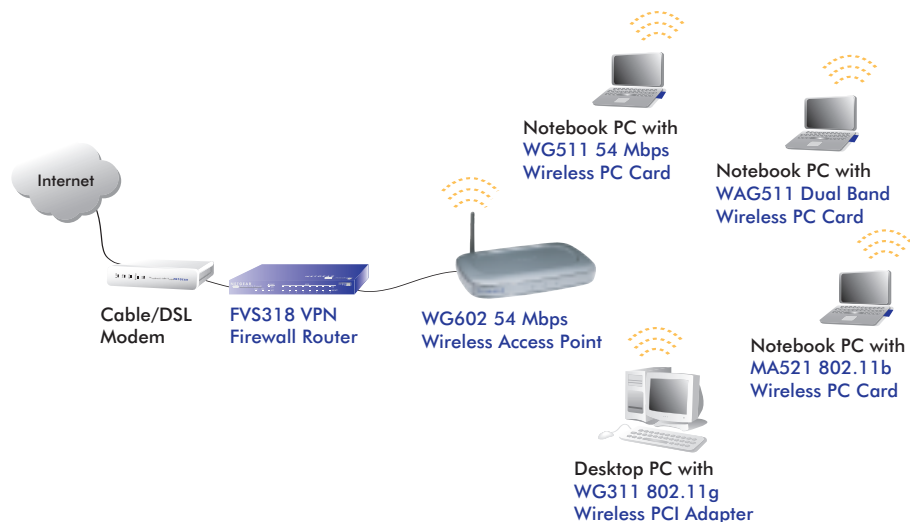 Notebook PC with
WG511 54 Mbps
Wireless PC Card
Notebook PC with
WAG511 Dual Band
Wireless PC Card
Internet
Cable/DSL
Modem
FVS318 VPN
Firewall Router
WG602 54 Mbps
Wireless Access Point
Notebook PC with
MA521 802.11b
Wireless PC Card
Desktop PC with
WG311 802.11g
Wireless PCI Adapter